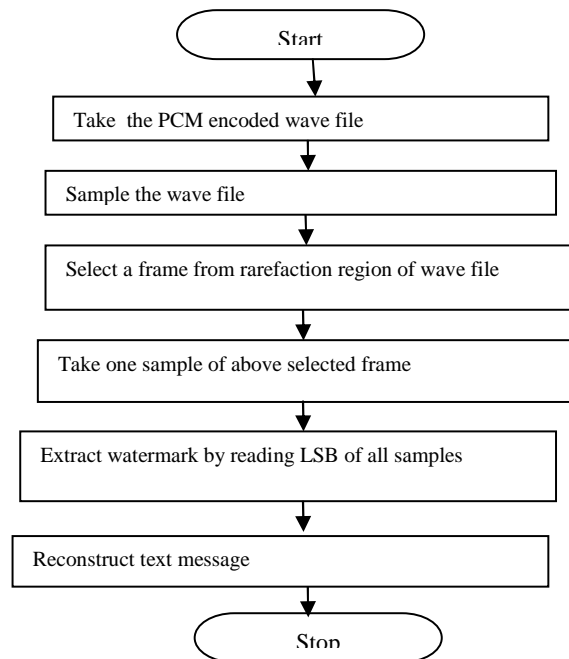 Start
Take the PCM encoded wave file
Sample the wave file
Select a frame from rarefaction region of wave file
Take one sample of above selected frame
Extract watermark by reading LSB of all samples
Reconstruct text message
Stop